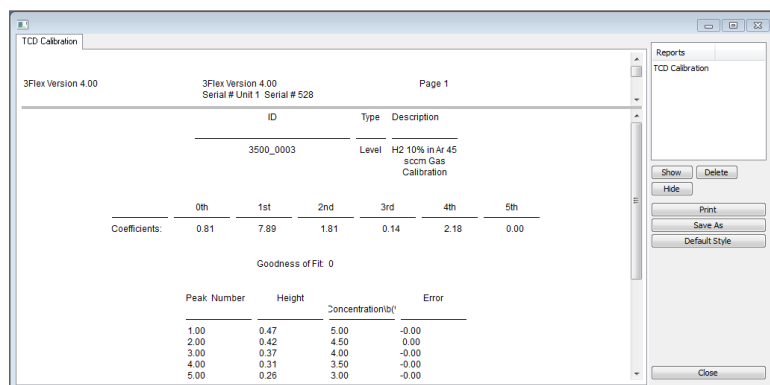 TCD Calibration
3Flex Version 4.00 3Flex Version 4.00 Page 1
Serial # Unit 1 Serial # 528
ID Type Description
3500_0003 Level H2 10% in Ar 45
sccm Gas
Calibration
0th 1st 2nd 3rd 4th 5th
Coefficients: 0.81 7.89 1.81 0.14 2.18 0.00
Goodness of Fit: 0
Peak Number Height Concentration\b(' Error
1.00 0.47 5.00 -0.00
2.00 0.42 4.50 0.00
3.00 0.37 4.00 -0.00
4.00 0.31 3.50 -0.00
5.00 0.26 3.00 -0.00
Reports
TCD Calibration
Show Delete
Hide
Print
Save As
Default Style
Close